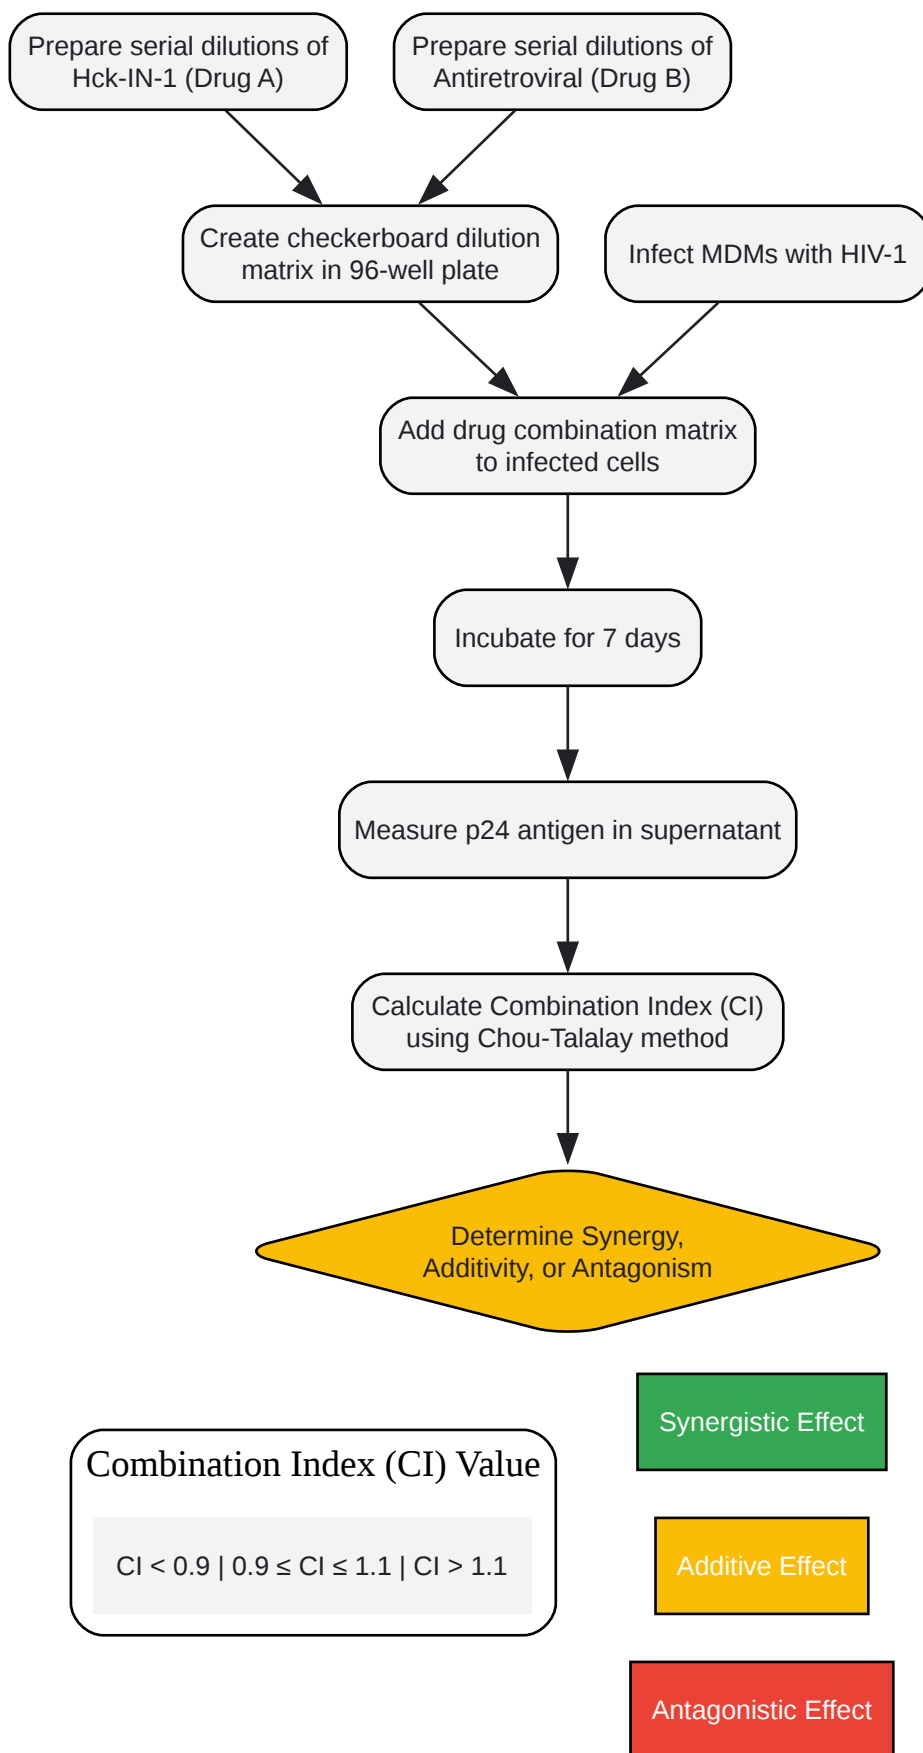 Prepare serial dilutions of
Hck-IN-1 (Drug A)
Prepare serial dilutions of
Antiretroviral (Drug B)
Create checkerboard dilution
matrix in 96-well plate
Infect MDMs with HIV-1
Add drug combination matrix
to infected cells
Incubate for 7 days
Measure p24 antigen in supernatant
Calculate Combination Index (CI)
using Chou-Talalay method
Determine Synergy,
Additivity, or Antagonism
Synergistic Effect
Combination Index (CI) Value
CI < 0.9 | 0.9 ≤ CI ≤ 1.1 | CI > 1.1
Additive Effect
Antagonistic Effect